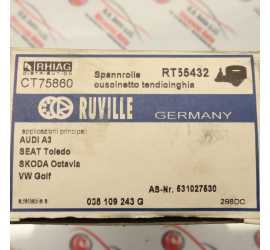 RHIAG
DISTRIBUTION
Spannrolle RT55432
CT75860 cuscinetto tendicinghia
RUVILLE
GERMANY
applicazioni principali
AUDI A3
SEAT Toledo
SKODA Octavia
VW Golf
AS-Nr. 531027530
038 109 243 G